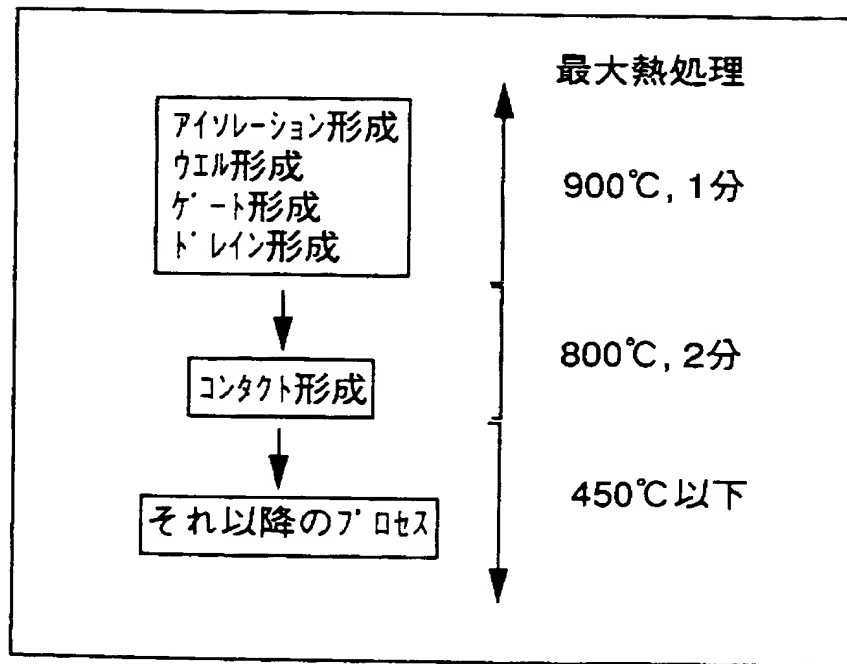 最大熱処理
ｱｲｿﾚｰｼｮﾝ形成
ｳｴﾙ形成
ｹﾞｰﾄ形成
ﾄﾞﾚｲﾝ形成
900℃, 1分
ｺﾝﾀｸﾄ形成
800℃, 2分
それ以降のﾌﾟﾛｾｽ
450℃以下